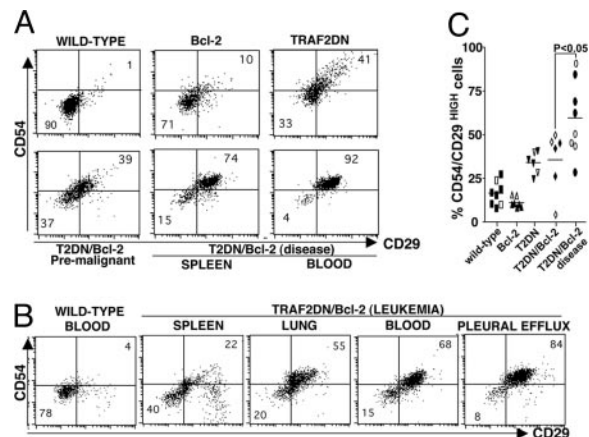 A
WILD-TYPE
Bcl-2
TRAF2DN
1
10
41
90
71
33
CD54
39
74
92
37
15
4
T2DN/Bcl-2
Pre-malignant
T2DN/Bcl-2 (disease)
SPLEEN
BLOOD
CD29
C
P<0,05
100
75
50
25
0
% CD54/CD29 HIGH cells
wild-type
Bcl-2
T2DN
T2DN/Bcl-2
T2DN/Bcl-2
disease
B
WILD-TYPE
BLOOD
TRAF2DN/Bcl-2 (LEUKEMIA)
SPLEEN
LUNG
BLOOD
PLEURAL EFFLUX
4
22
55
68
84
78
40
20
15
8
CD54
CD29